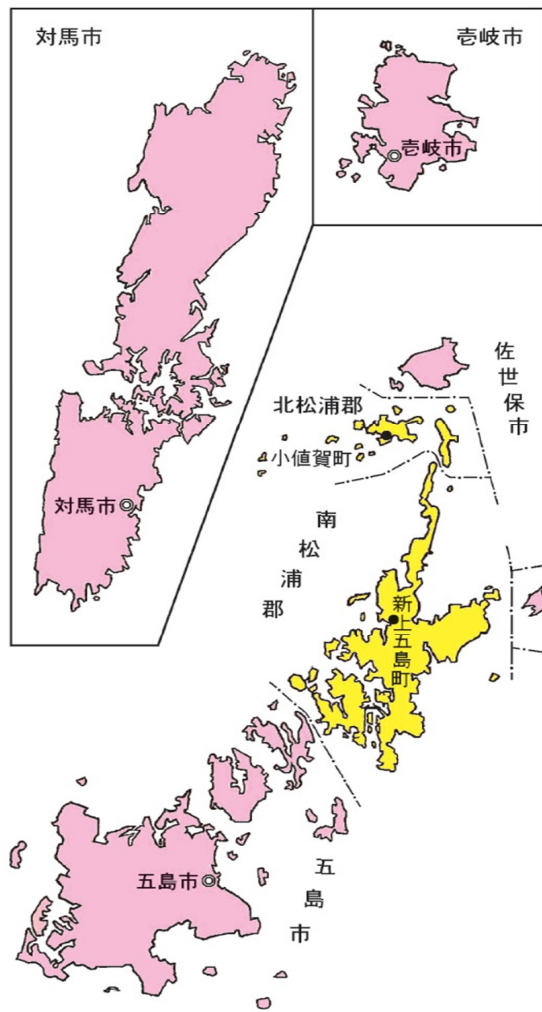 対馬市
壱岐市
壱岐市
佐世保市
北松浦郡
小値賀町
対馬市
南松浦郡
新上五島町
五島市
五島市